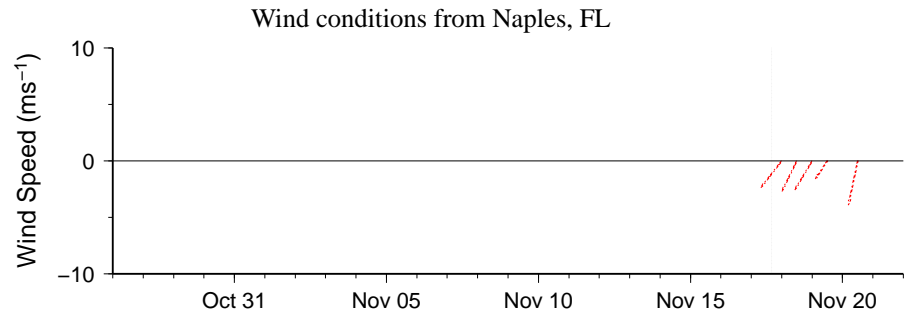 Wind conditions from Naples, FL
Wind Speed (ms⁻¹)
10
0
−10
Oct 31
Nov 05
Nov 10
Nov 15
Nov 20